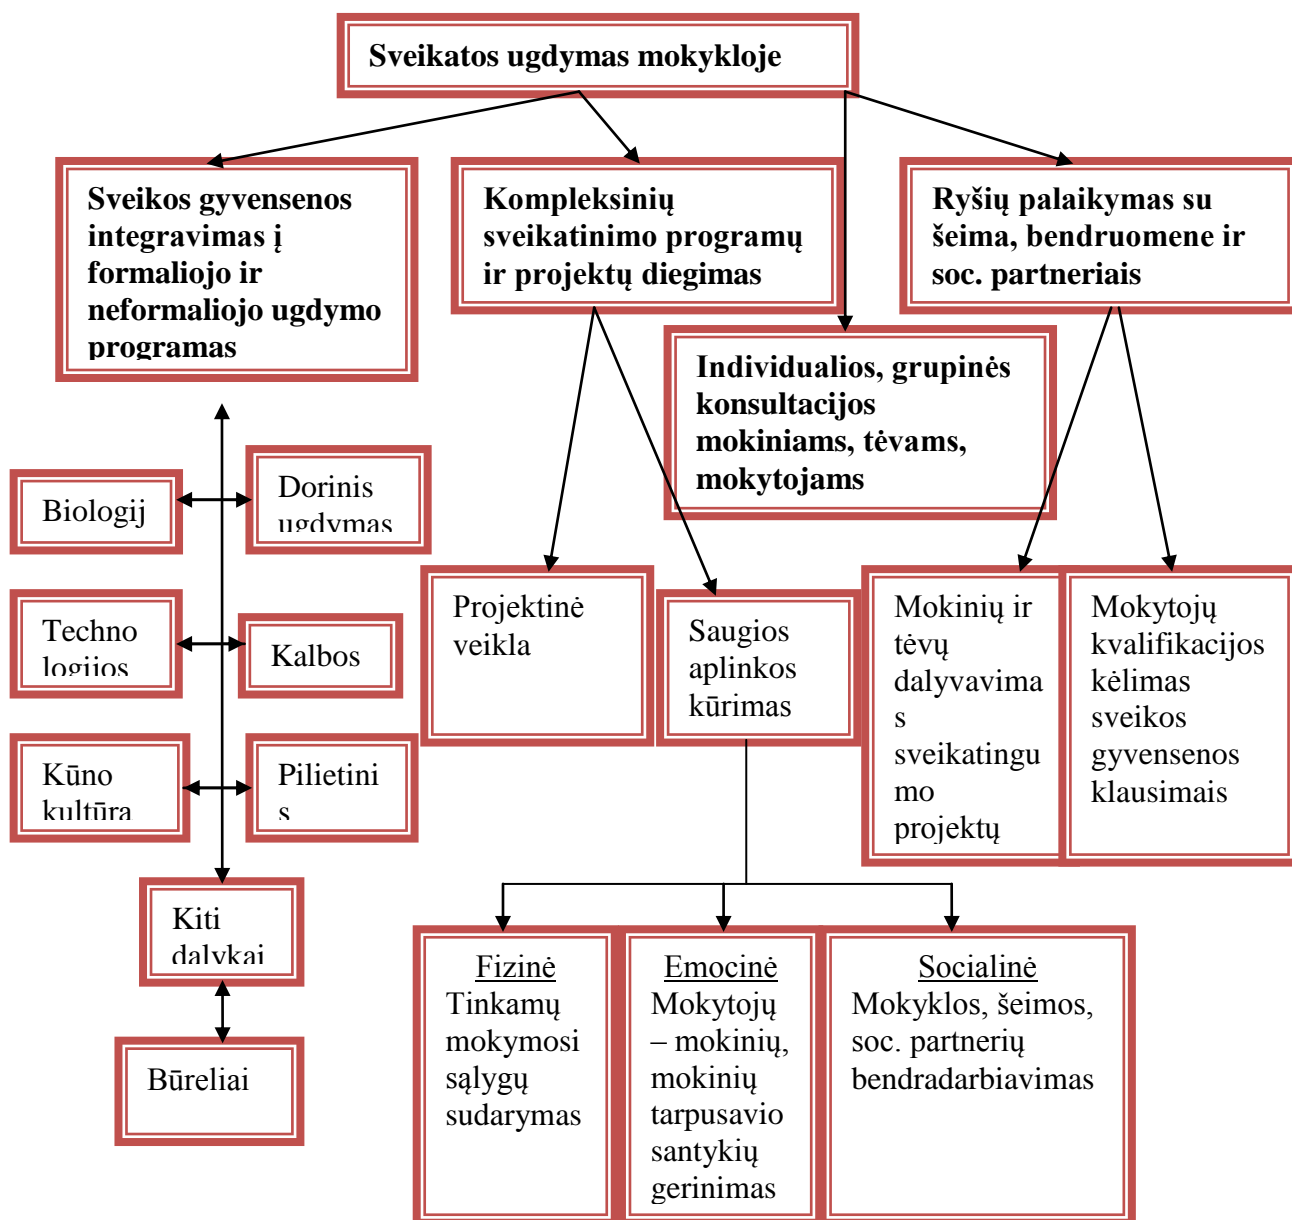 Sveikatos ugdymas mokykloje
Sveikos gyvensenos
integravimas į
formaliojo ir
neformaliojo ugdymo
programas
Kompleksinių
sveikatinimo programų
ir projektų diegimas
Ryšių palaikymas su
šeima, bendruomene ir
soc. partneriais
Individualios, grupinės
konsultacijos
mokiniams, tėvams,
mokytojams
Biologij
Dorinis
ugdymas
Techno
logijos
Kalbos
Kūno
kultūra
Pilietini
s
Kiti
dalykai
Būreliai
Projektinė
veikla
Saugios
aplinkos
kūrimas
Mokinių ir
tėvų
dalyvavima
s
sveikatingu
mo
projektų
Mokytojų
kvalifikacijos
kėlimas
sveikos
gyvensenos
klausimais
Fizinė
Tinkamų
mokymosi
sąlygų
sudarymas
Emocinė
Mokytojų
– mokinių,
mokinių
tarpusavio
santykių
gerinimas
Socialinė
Mokyklos, šeimos,
soc. partnerių
bendradarbiavimas